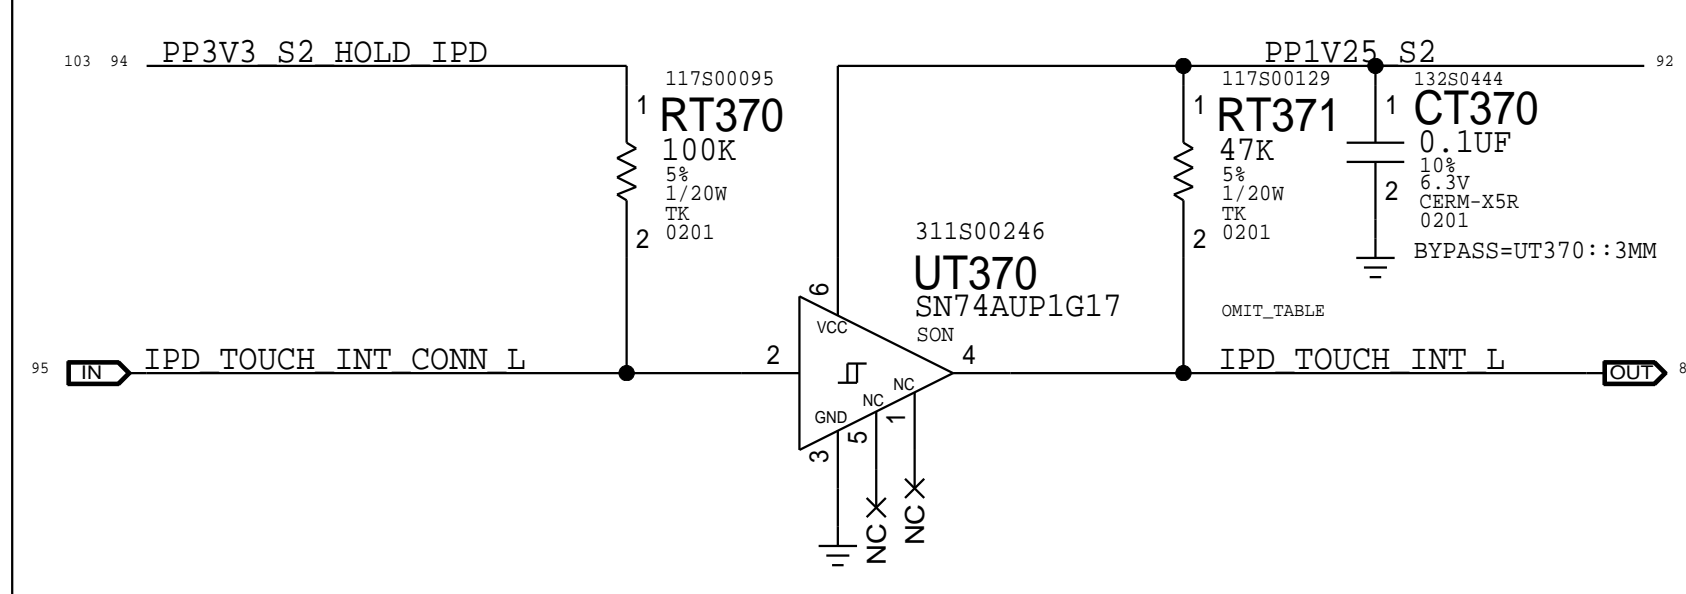 103 94 PP3V3_S2_HOLD_IPD
PP1V25_S2 92
117S00095
1 RT370
100K
5%
1/20W
TK
2 0201
117S00129
1 RT371
47K
5%
1/20W
TK
2 0201
OMIT_TABLE
132S0444
1 CT370
0.1UF
10%
6.3V
2 CERM-X5R
0201
BYPASS=UT370::3MM
311S00246
UT370
SN74AUP1G17
SON
6
VCC
95 IN IPD_TOUCH_INT_CONN_L 2
4 IPD_TOUCH_INT_L OUT 8
NC
NC
GND
1
5
3
NC
NC